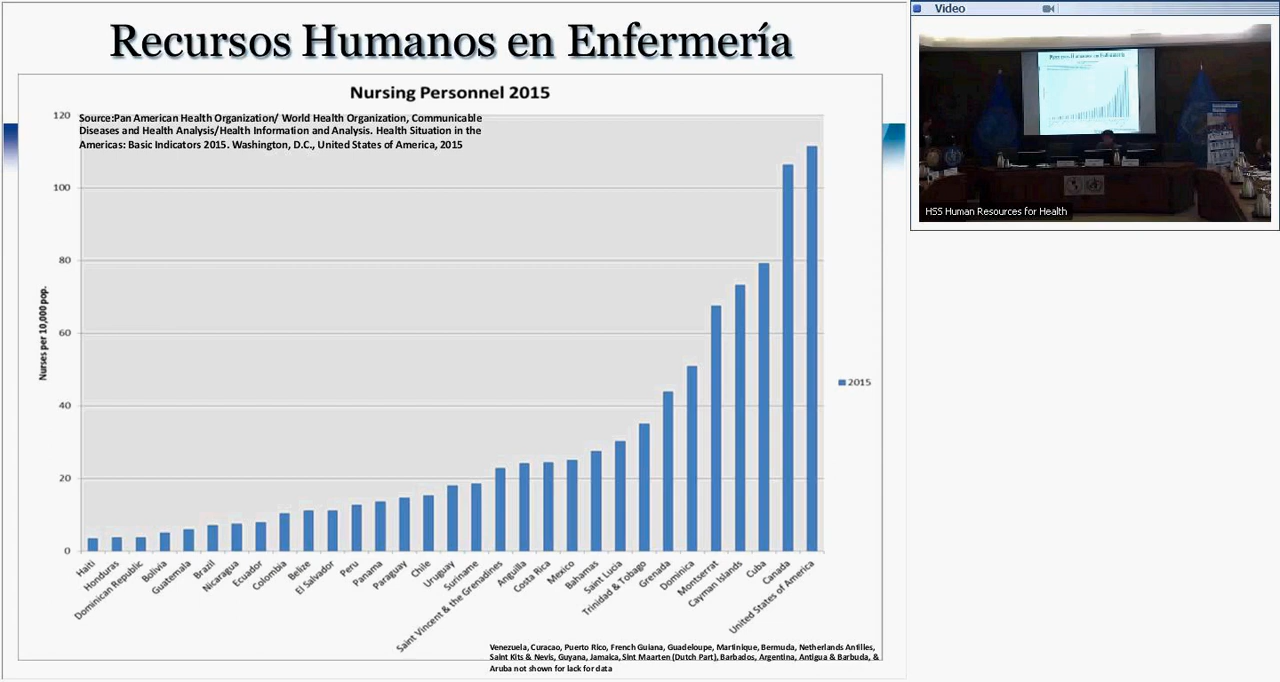 Recursos Humanos en Enfermería
Nursing Personnel 2015
Source:Pan American Health Organization/ World Health Organization, Communicable
Diseases and Health Analysis/Health Information and Analysis. Health Situation in the
Americas: Basic Indicators 2015. Washington, D.C., United States of America, 2015
Nurses per 10,000 pop.
120
100
80
60
40
20
0
2015
Haiti
Honduras
Dominican Republic
Bolivia
Guatemala
Brazil
Nicaragua
Ecuador
Colombia
Belize
El Salvador
Peru
Panama
Paraguay
Chile
Uruguay
Suriname
Saint Vincent & the Grenadines
Anguilla
Costa Rica
Mexico
Bahamas
Saint Lucia
Trinidad & Tobago
Grenada
Dominica
Montserrat
Cayman Islands
Cuba
Canada
United States of America
Venezuela, Curacao, Puerto Rico, French Guiana, Guadeloupe, Martinique, Bermuda, Netherlands Antilles,
Saint Kits & Nevis, Guyana, Jamaica, Sint Maarten (Dutch Part), Barbados, Argentina, Antigua & Barbuda, &
Aruba not shown for lack for data
Video
Recursos Humanos en Enfermería
HSS Human Resources for Health